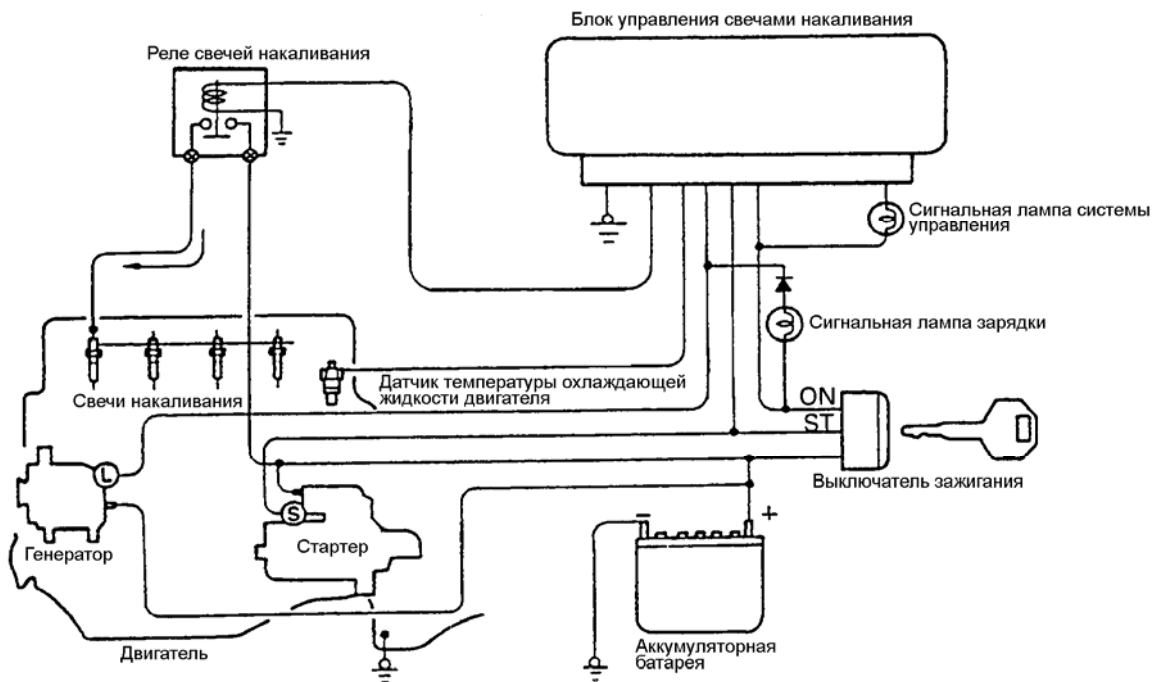 Блок управления свечами накаливания
Реле свечей накаливания
Сигнальная лампа системы
управления
Сигнальная лампа зарядки
Датчик температуры охлаждающей
жидкости двигателя
Свечи накаливания
ON
ST
L
Выключатель зажигания
S
Стартер
Генератор
- +
Аккумуляторная
батарея
Двигатель